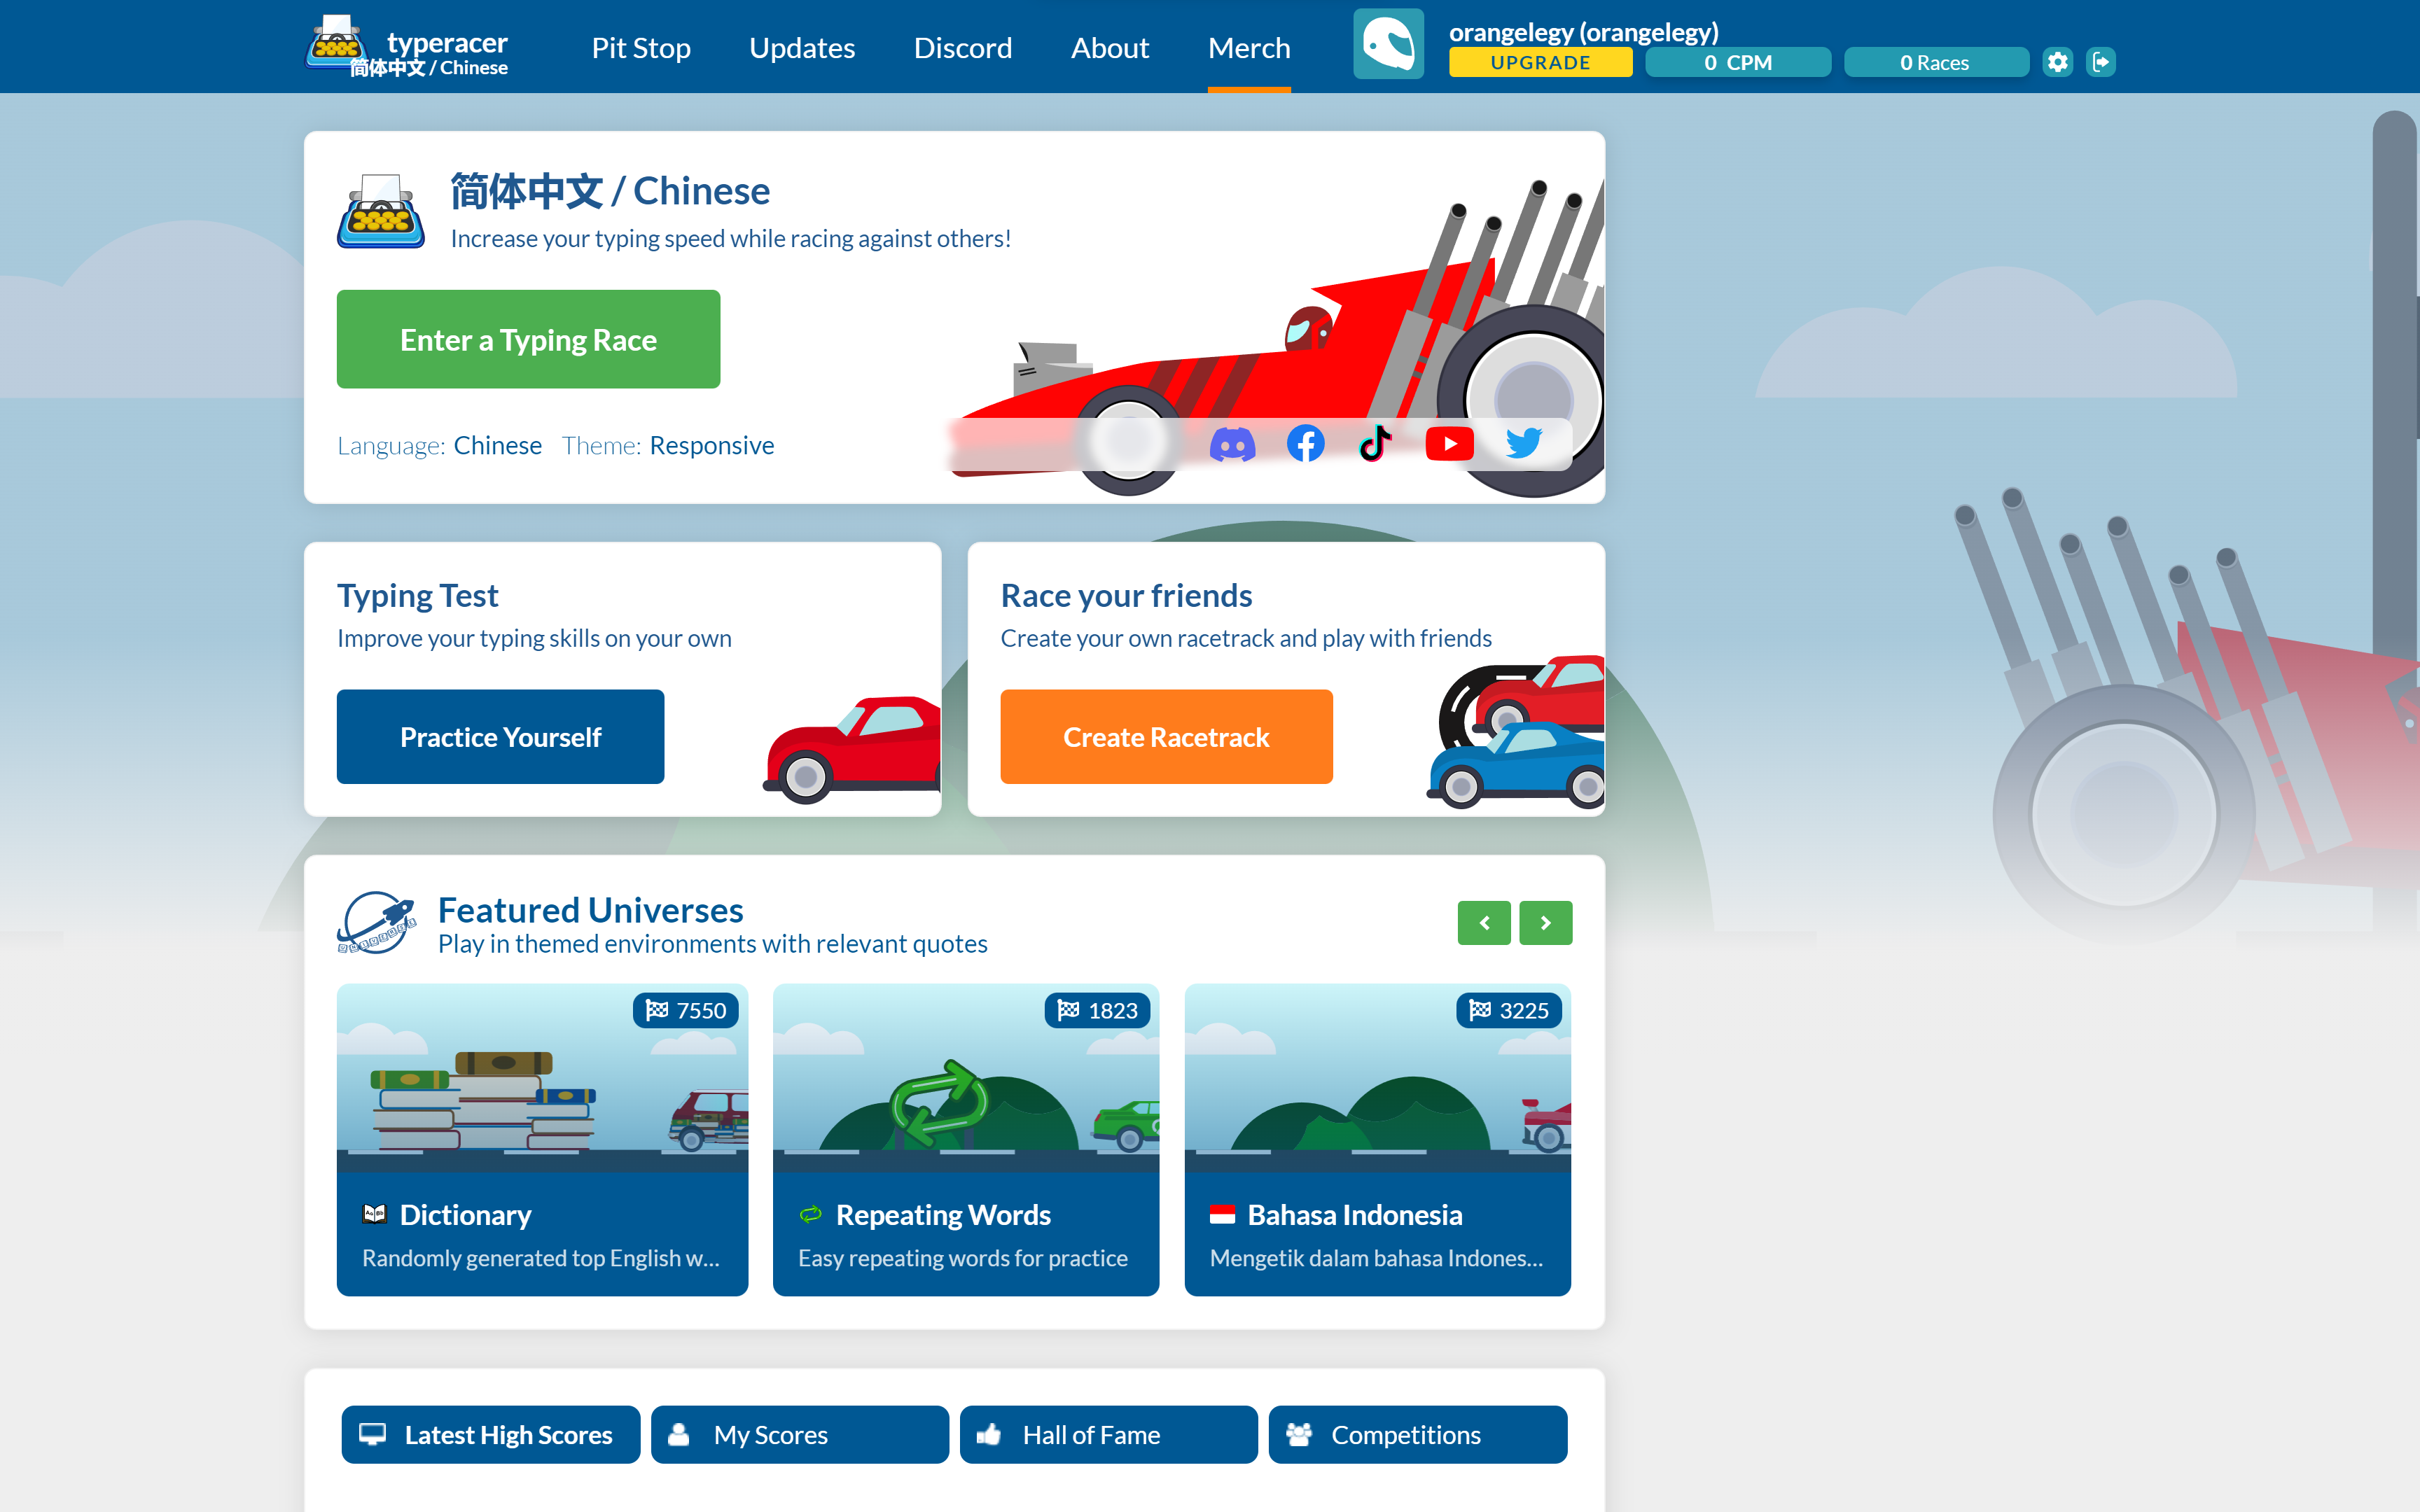 typeracer
简体中文 / Chinese
Pit Stop
Updates
Discord
About
Merch
orangelegy (orangelegy)
UPGRADE
0 CPM
0 Races
简体中文 / Chinese
Increase your typing speed while racing against others!
Enter a Typing Race
Language: Chinese Theme: Responsive
Typing Test
Improve your typing skills on your own
Practice Yourself
Race your friends
Create your own racetrack and play with friends
Create Racetrack
Featured Universes
Play in themed environments with relevant quotes
7550
Dictionary
Randomly generated top English w...
1823
Repeating Words
Easy repeating words for practice
3225
Bahasa Indonesia
Mengetik dalam bahasa Indones...
Latest High Scores
My Scores
Hall of Fame
Competitions